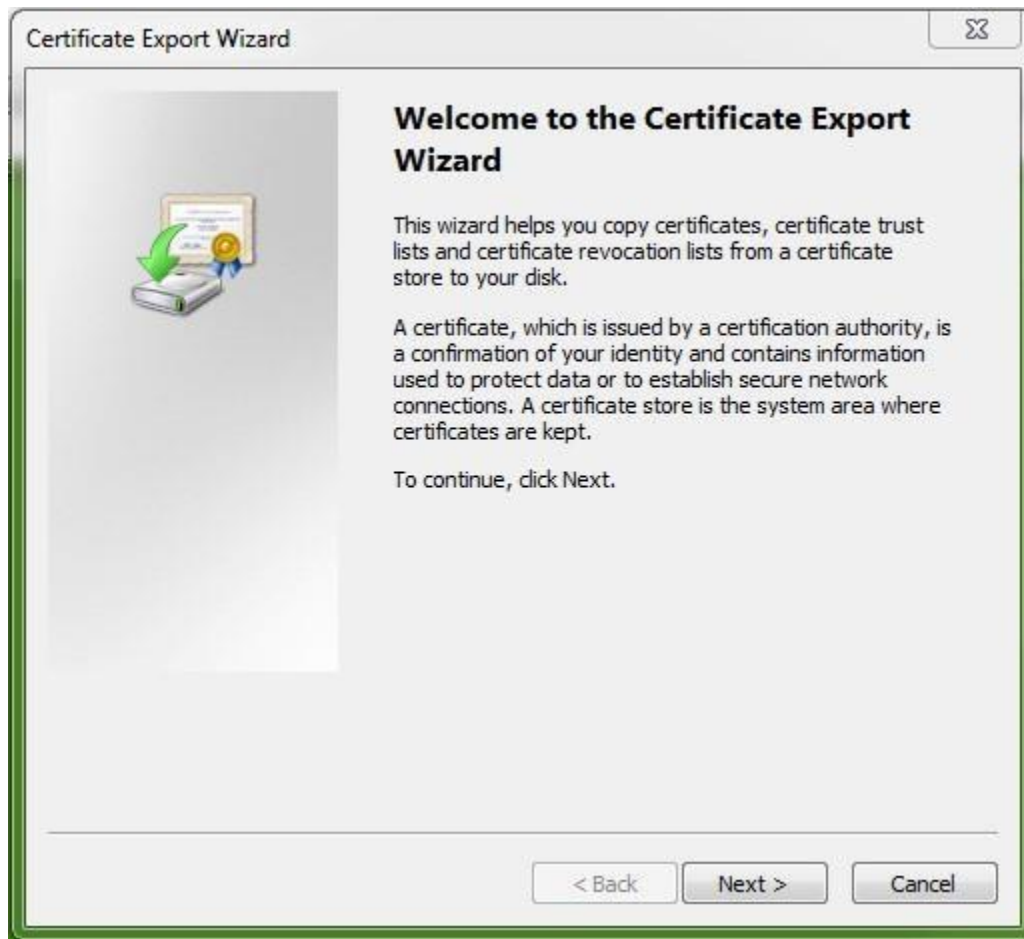 Certificate Export Wizard
Welcome to the Certificate Export
Wizard
This wizard helps you copy certificates, certificate trust
lists and certificate revocation lists from a certificate
store to your disk.
A certificate, which is issued by a certification authority, is
a confirmation of your identity and contains information
used to protect data or to establish secure network
connections. A certificate store is the system area where
certificates are kept.
To continue, click Next.
< Back
Next >
Cancel